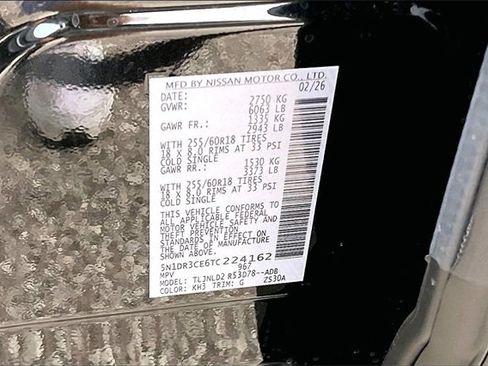 MFD BY NISSAN MOTOR CO., LTD.
DATE: 02/26
GVWR: 2750 KG
6063 LB
GAWR FR.: 1335 KG
2943 LB
WITH 255/60R18 TIRES
18 X 8.0 RIMS AT 33 PSI
COLD SINGLE
GAWR RR.: 1530 KG
3373 LB
WITH 255/60R18 TIRES
18 X 8.0 RIMS AT 33 PSI
COLD SINGLE
THIS VEHICLE CONFORMS TO
ALL APPLICABLE FEDERAL
MOTOR VEHICLE SAFETY AND
THEFT PREVENTION
STANDARDS IN EFFECT ON
THE DATE OF MANUFACTURE
SHOWN ABOVE.
5N1DR3CE6TC224162
MPV 967
MODEL: TLJNLD2 R53D78--ADB
COLOR: KH3 TRIM: G ZS30A